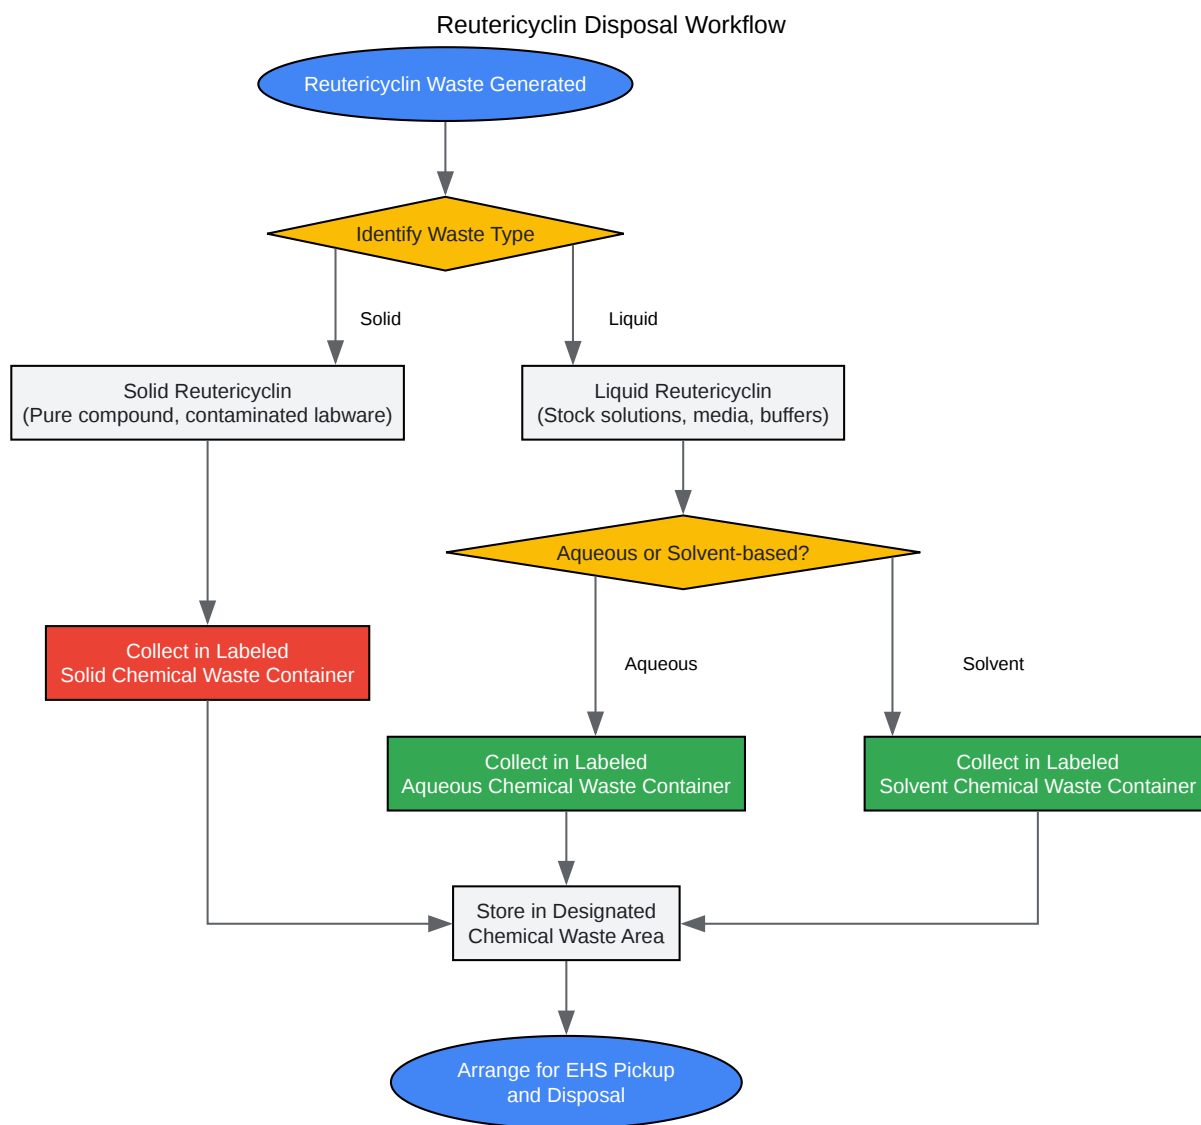 Reutericyclin Disposal Workflow
Reutericyclin Waste Generated
Identify Waste Type
Solid
Liquid
Solid Reutericyclin
(Pure compound, contaminated labware)
Liquid Reutericyclin
(Stock solutions, media, buffers)
Aqueous or Solvent-based?
Collect in Labeled
Solid Chemical Waste Container
Aqueous
Solvent
Collect in Labeled
Aqueous Chemical Waste Container
Collect in Labeled
Solvent Chemical Waste Container
Store in Designated
Chemical Waste Area
Arrange for EHS Pickup
and Disposal